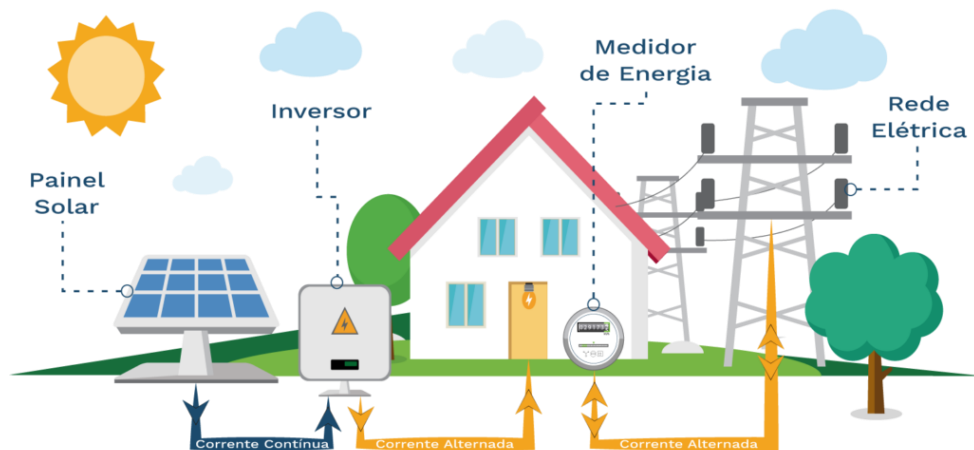 Medidor
de Energia
Inversor
Rede
Elétrica
Painel
Solar
Corrente Contínua
Corrente Alternada
Corrente Alternada